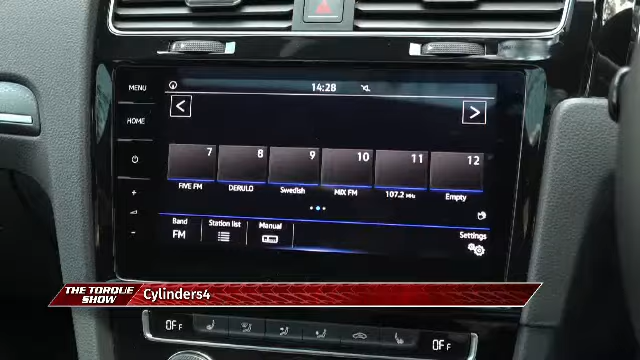 MENU
14:28
HOME
7 8 9 10 11 12
FIVE FM DERULO Swedish MIX FM 107.2 MHz Empty
+
-
Band Station list Manual
FM
Settings
THE TORQUE SHOW
Cylinders4
OFF OFF